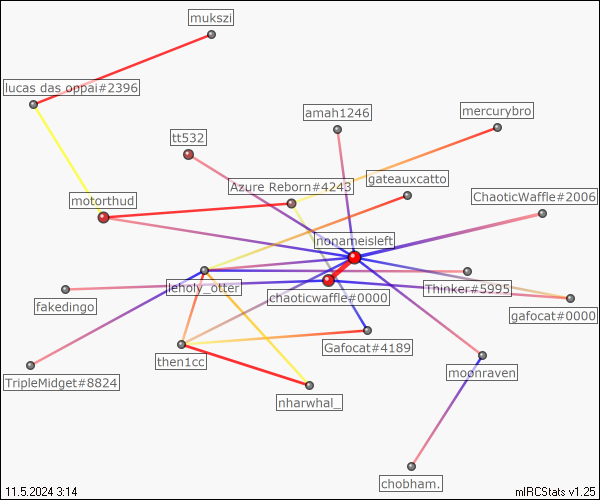 mukszi
lucas das oppai#2396
amah1246
mercurybro
tt532
gateauxcatto
Azure Reborn#4243
ChaoticWaffle#2006
motorthud
nonameisleft
leholy_otter
Thinker#5995
chaoticwaffle#0000
fakedingo
gafocat#0000
Gafocat#4189
then1cc
moonraven
TripleMidget#8824
nharwhal_
chobham.
11.5.2024 3:14
mIRCStats v1.25